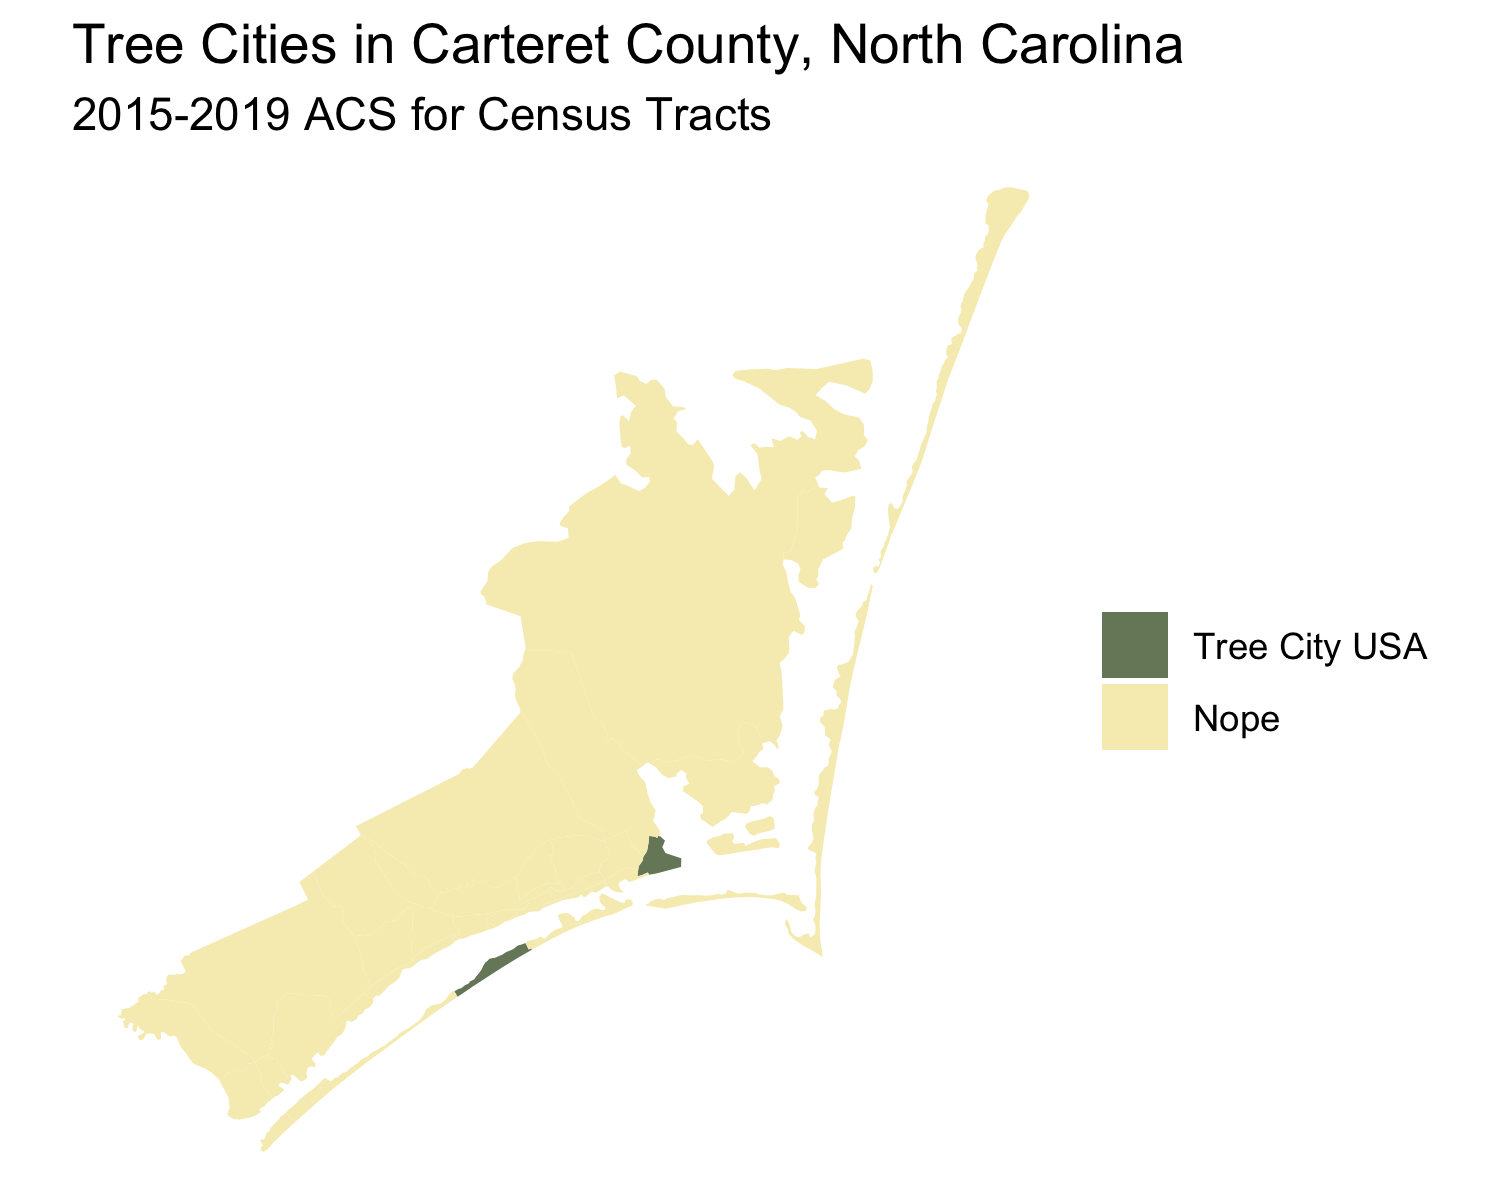 Tree Cities in Carteret County, North Carolina
2015-2019 ACS for Census Tracts
Tree City USA
Nope